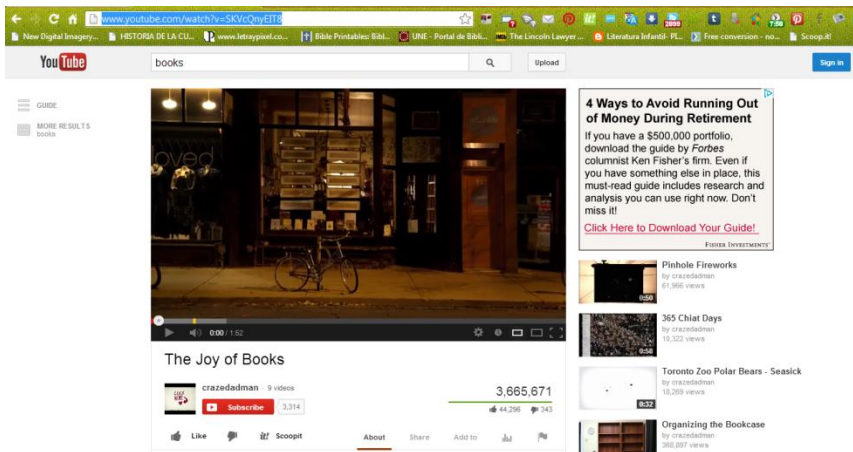 www.youtube.com/watch?v=SKVcQnyEIT8
New Digital Imagery... HISTORIA DE LA CU... www.letraypixel.co... Bible Printables: Bibl... UNE - Portal de Bibli... The Lincoln Lawyer ... Literatura Infantil- Pl... Free conversion - no... Scoop.it!
YouTube books Upload Sign in
GUIDE
MORE RESULTS
books
oved
0:00 / 1:52
The Joy of Books
crazedadman · 9 videos
Subscribe 3,314
3,665,671
44,296 343
Like it! Scoopit About Share Add to
4 Ways to Avoid Running Out
of Money During Retirement
If you have a $500,000 portfolio,
download the guide by Forbes
columnist Ken Fisher's firm. Even if
you have something else in place, this
must-read guide includes research and
analysis you can use right now. Don't
miss it!
Click Here to Download Your Guide!
FISHER INVESTMENTS
Pinhole Fireworks
by crazedadman
61,966 views
0:50
365 Chiat Days
by crazedadman
10,322 views
0:50
Toronto Zoo Polar Bears - Seasick
by crazedadman
10,269 views
0:32
Organizing the Bookcase
by crazedadman
368,897 views